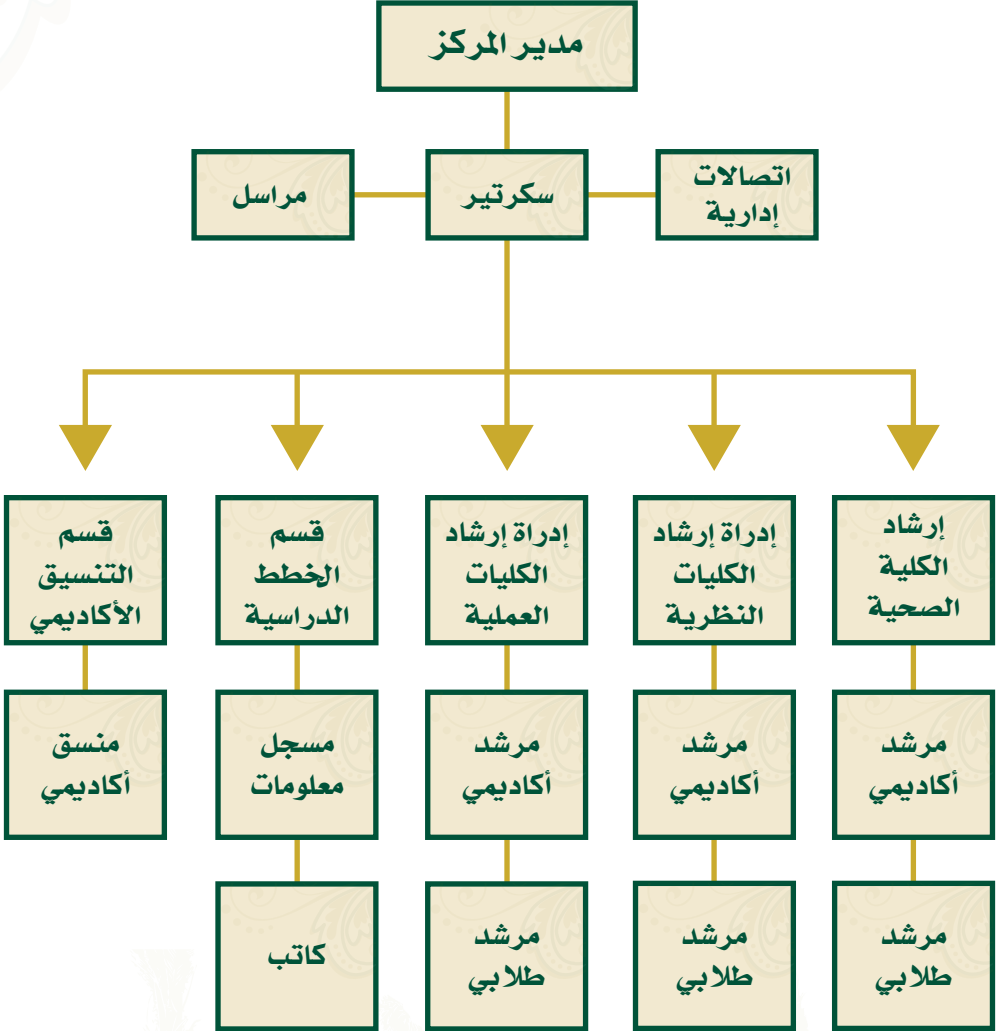 مدير المركز
اتصالات
إدارية
سكرتير
مراسل
إرشاد
الكلية
الصحية
إدراة إرشاد
الكليات
النظرية
إدراة إرشاد
الكليات
العملية
قسم
الخطط
الدراسية
قسم
التنسيق
الأكاديمي
مرشد
أكاديمي
مرشد
أكاديمي
مرشد
أكاديمي
مسجل
معلومات
منسق
أكاديمي
مرشد
طلابي
مرشد
طلابي
مرشد
طلابي
كاتب